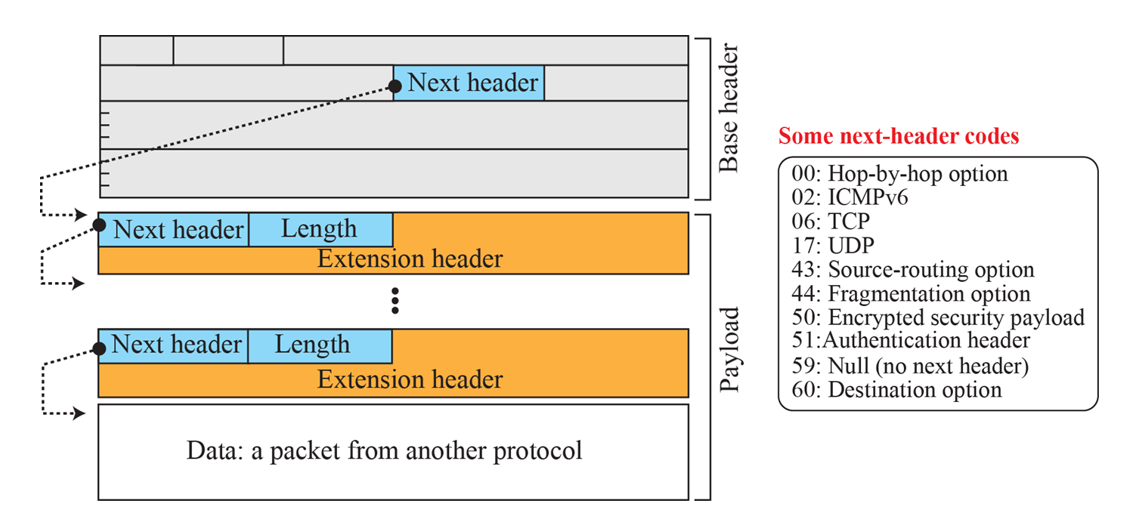 Next header
Base header
Next header
Length
Extension header
Next header
Length
Extension header
Payload
Data: a packet from another protocol
Some next-header codes
00: Hop-by-hop option
02: ICMPv6
06: TCP
17: UDP
43: Source-routing option
44: Fragmentation option
50: Encrypted security payload
51:Authentication header
59: Null (no next header)
60: Destination option